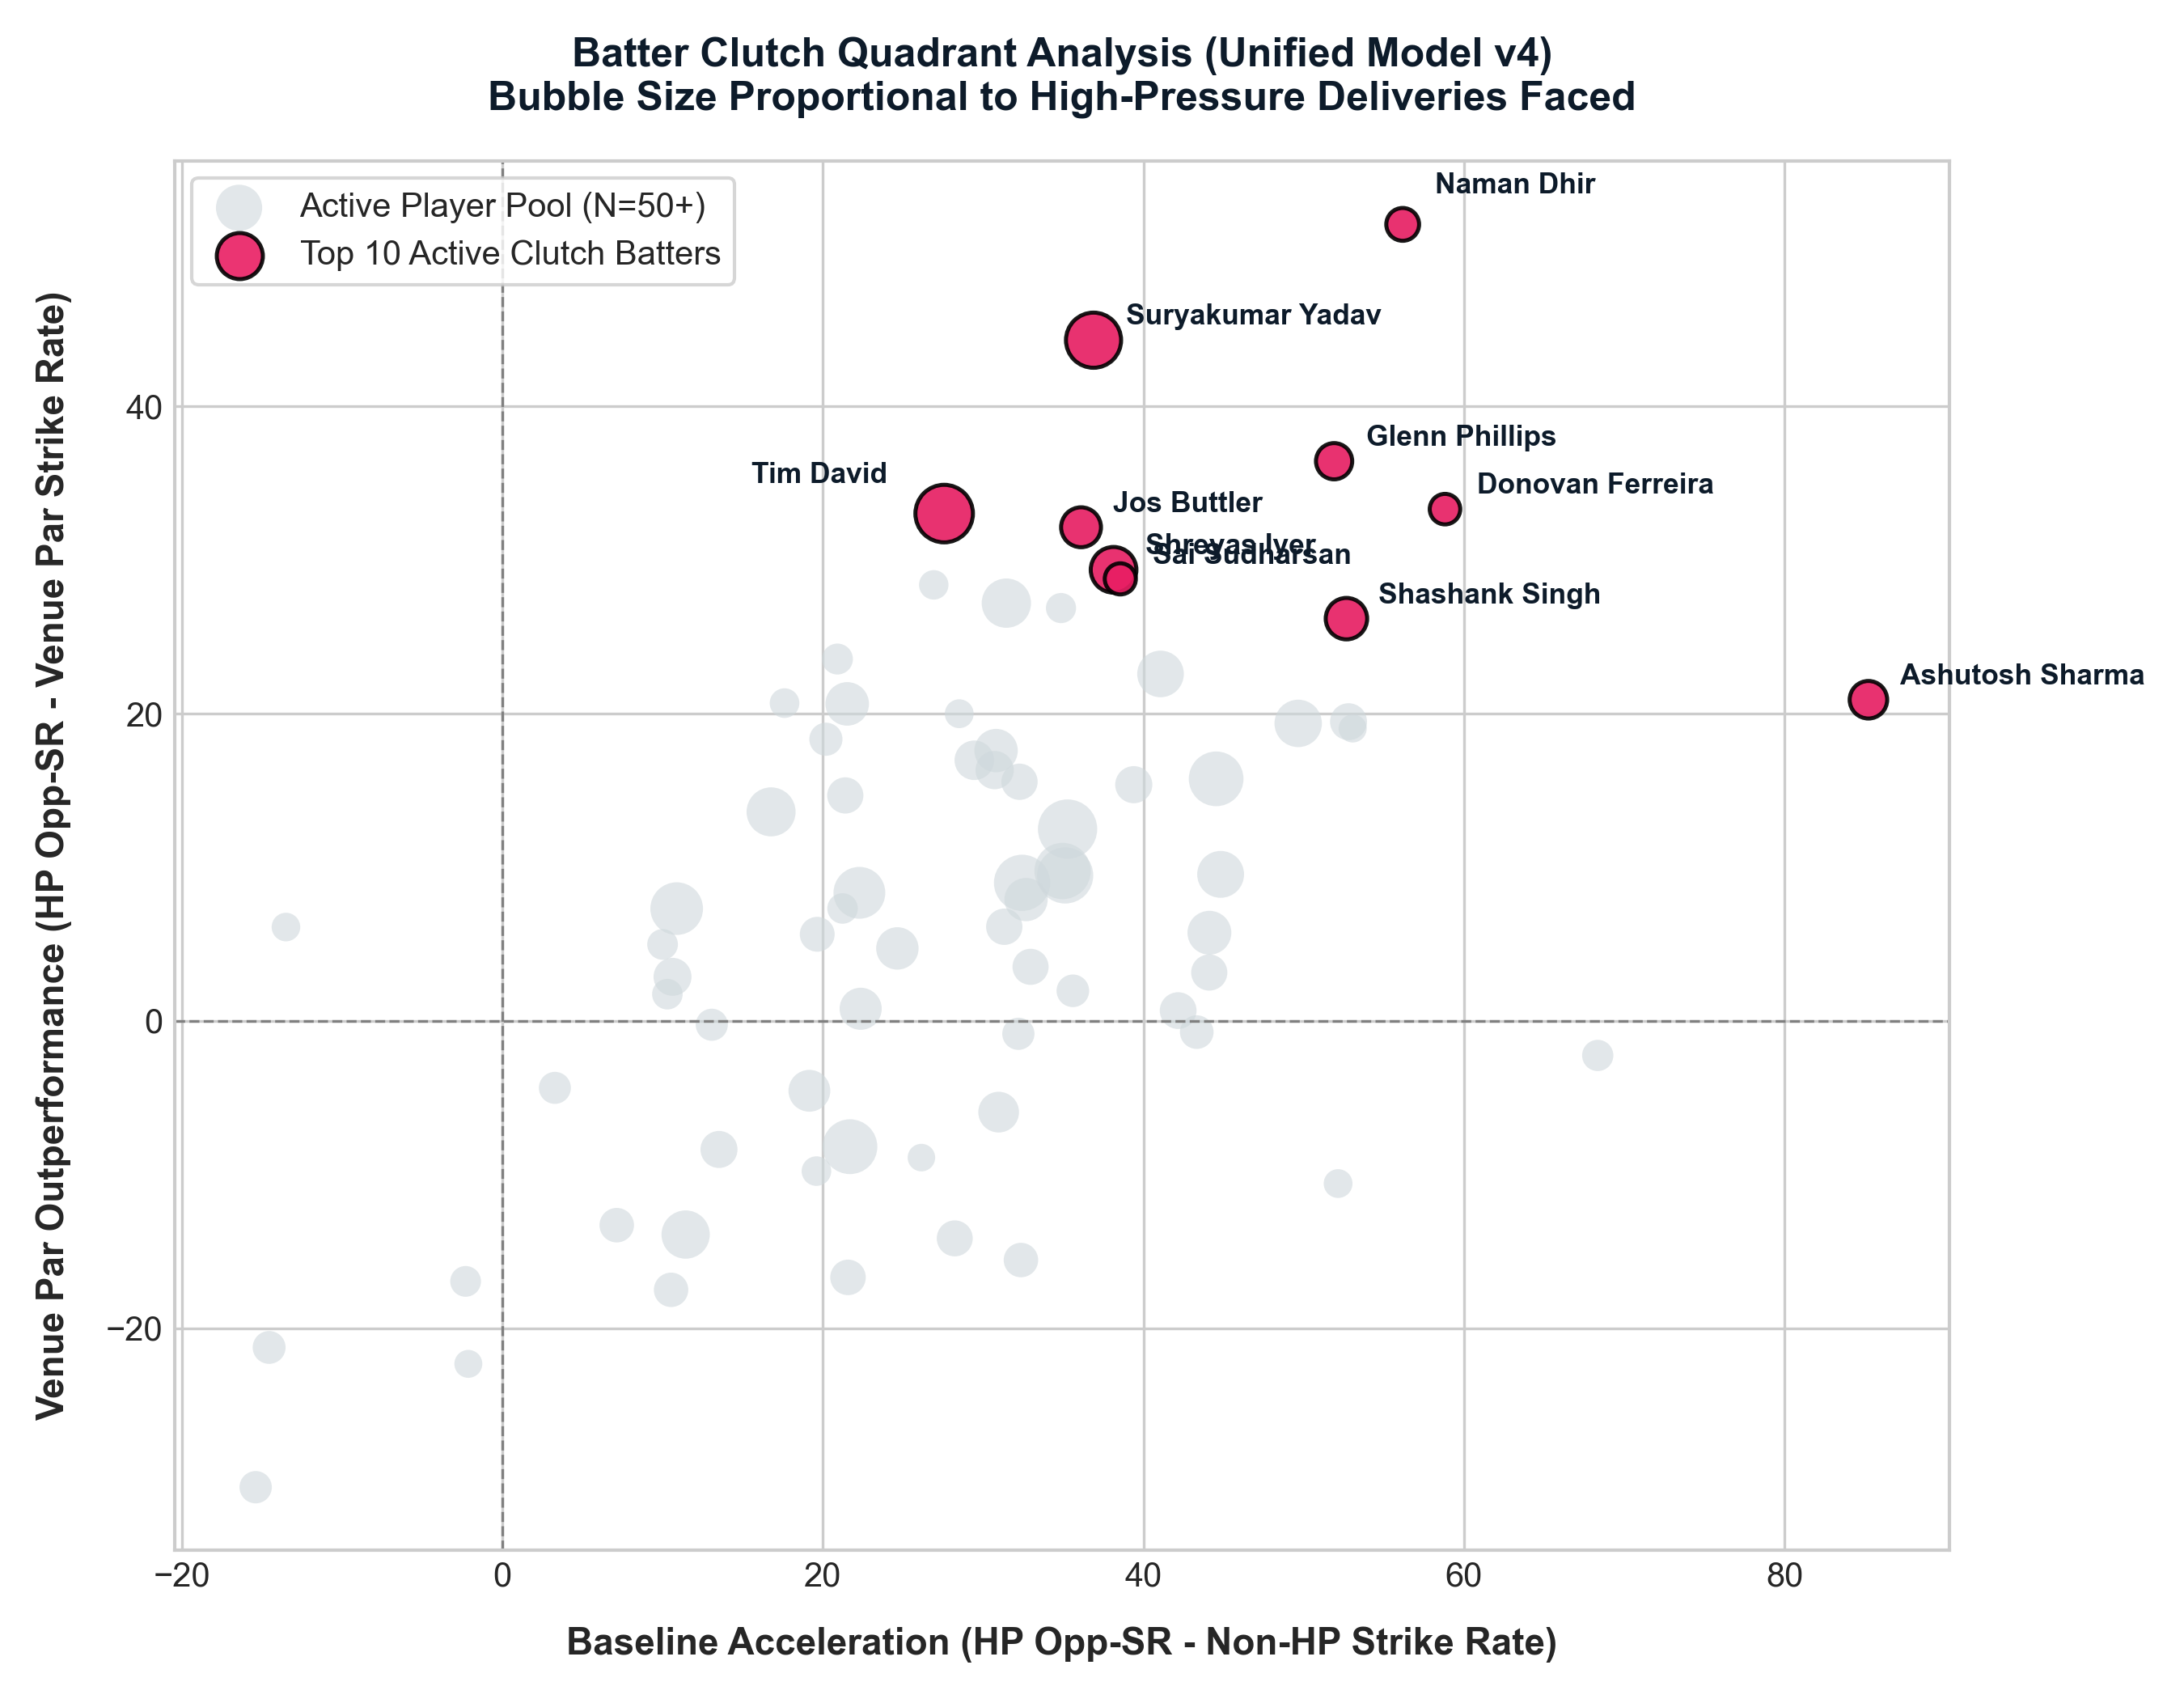 Batter Clutch Quadrant Analysis (Unified Model v4)
Bubble Size Proportional to High-Pressure Deliveries Faced
Active Player Pool (N=50+)
Top 10 Active Clutch Batters
Naman Dhir
Suryakumar Yadav
Glenn Phillips
Tim David
Donovan Ferreira
Jos Buttler
Shreyas Iyer
Sai Sudharsan
Shashank Singh
Ashutosh Sharma
Venue Par Outperformance (HP Opp-SR - Venue Par Strike Rate)
40
20
0
−20
−20
0
20
40
60
80
Baseline Acceleration (HP Opp-SR - Non-HP Strike Rate)